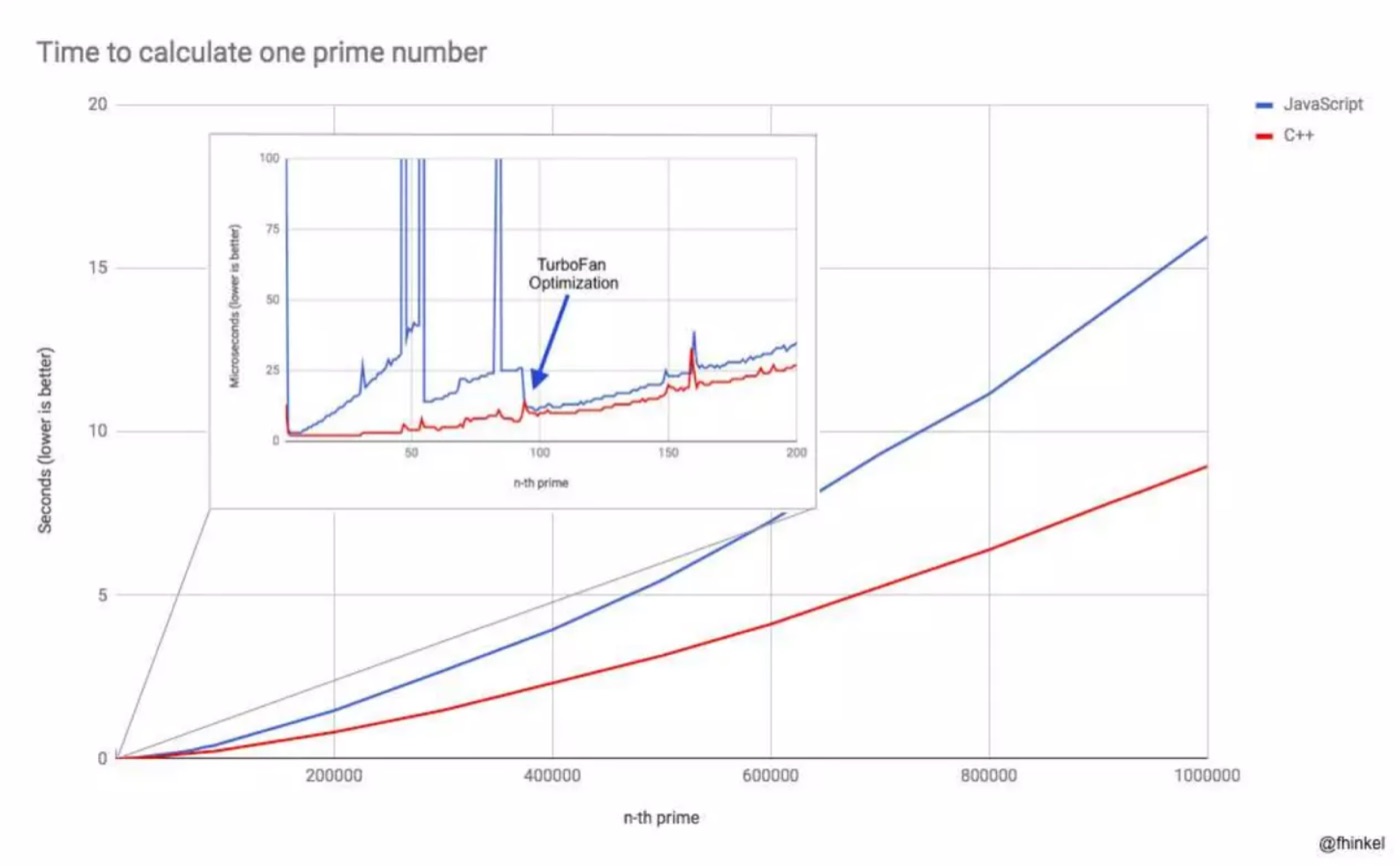 Time to calculate one prime number
JavaScript
C++
20
15
10
5
0
Seconds (lower is better)
200000
400000
600000
800000
1000000
n-th prime
100
75
50
25
0
Microseconds (lower is better)
TurboFan
Optimization
50
100
150
200
n-th prime
@fhinkel